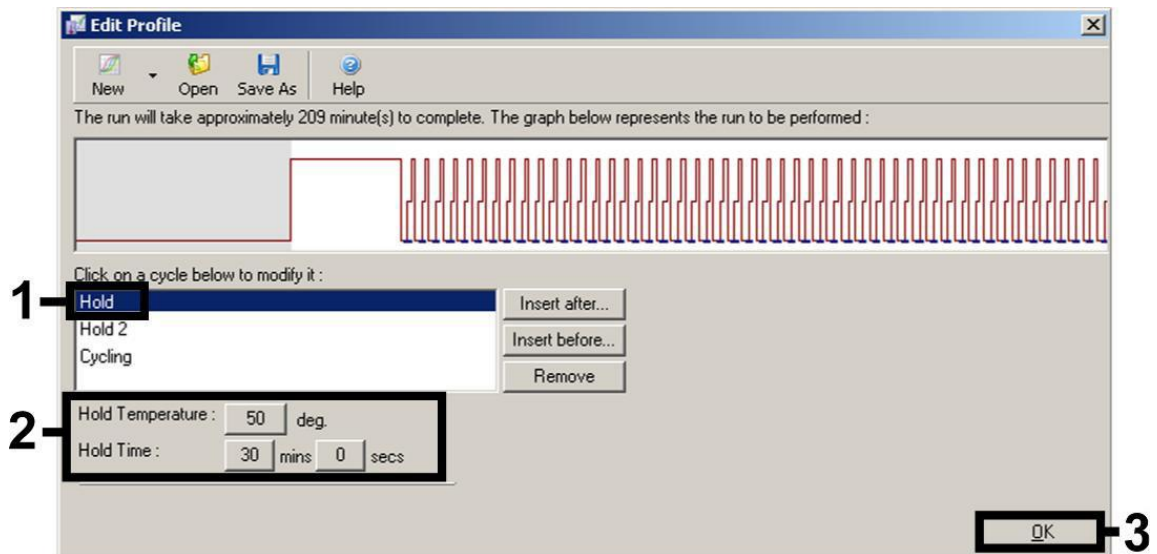 Edit Profile
New Open Save As Help
The run will take approximately 209 minute(s) to complete. The graph below represents the run to be performed :
Click on a cycle below to modify it :
1
Hold
Insert after...
Hold 2
Insert before...
Cycling
Remove
2
Hold Temperature : 50 deg.
Hold Time : 30 mins 0 secs
OK
3